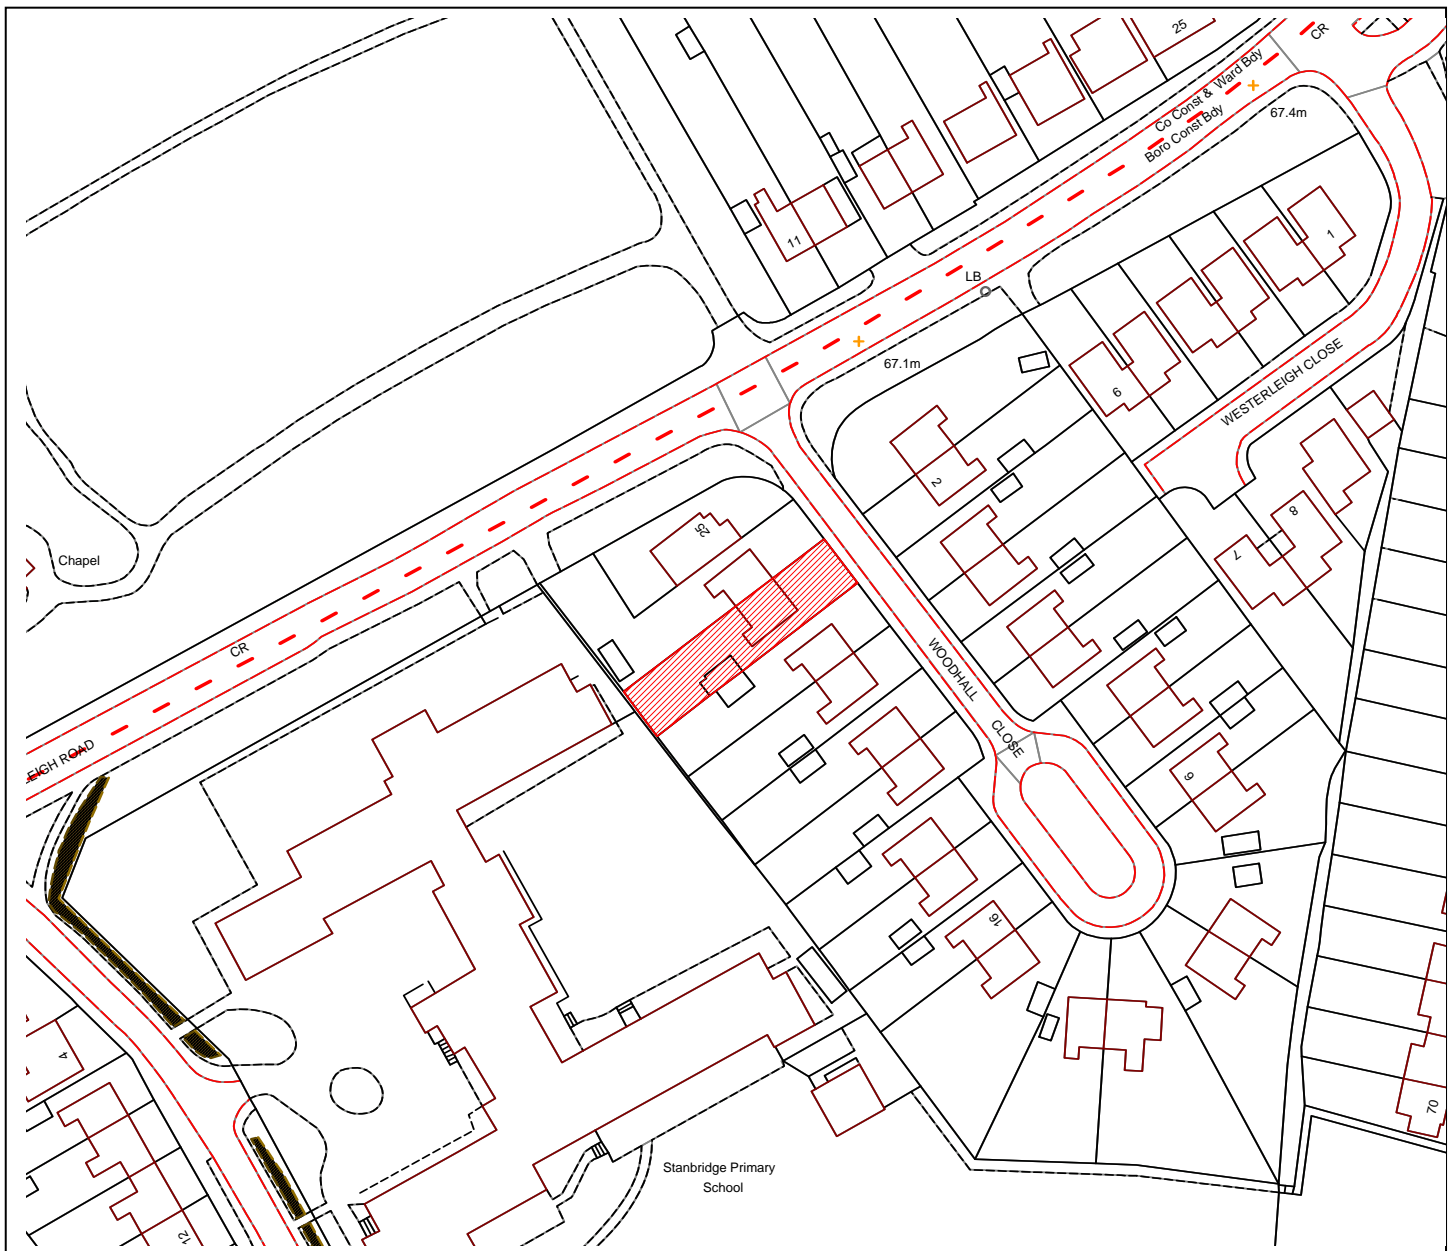 25
CR
Co Const & Ward Bdy
Boro Const Bdy
67.4m
11
1
LB
67.1m
6
WESTERLEIGH CLOSE
2
8
7
25
Chapel
CR
WOODHALL
CLOSE
EIGH ROAD
9
16
4
70
12
Stanbridge Primary
School